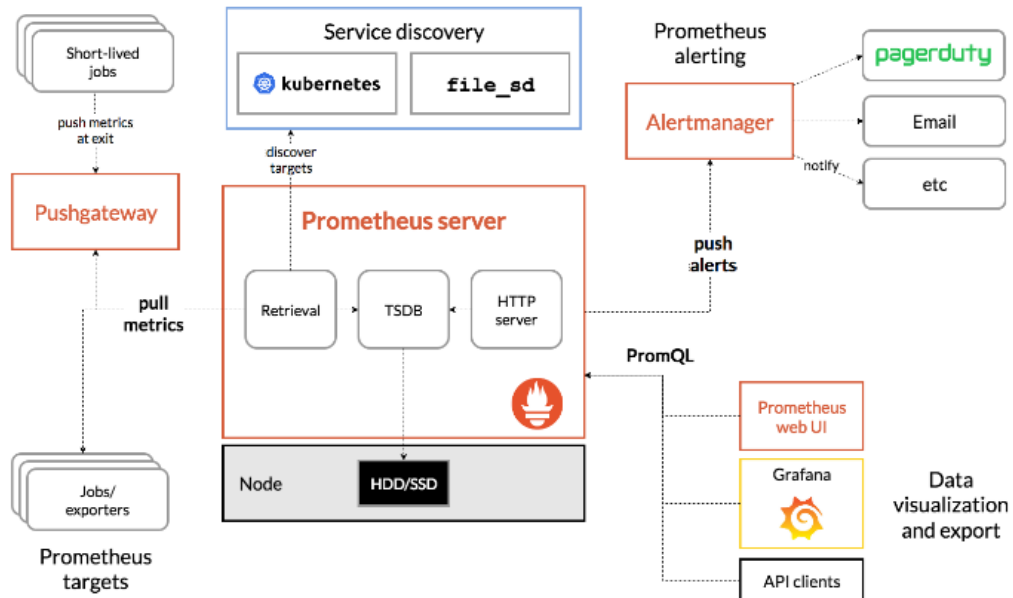 Short-lived
jobs
push metrics
at exit
Pushgateway
Service discovery
kubernetes
file_sd
discover
targets
Prometheus
alerting
Alertmanager
pagerduty
Email
etc
notify
Prometheus server
Retrieval
TSDB
HTTP
server
pull
metrics
push
alerts
PromQL
Node
HDD/SSD
Jobs/
exporters
Prometheus
targets
Prometheus
web UI
Grafana
API clients
Data
visualization
and export